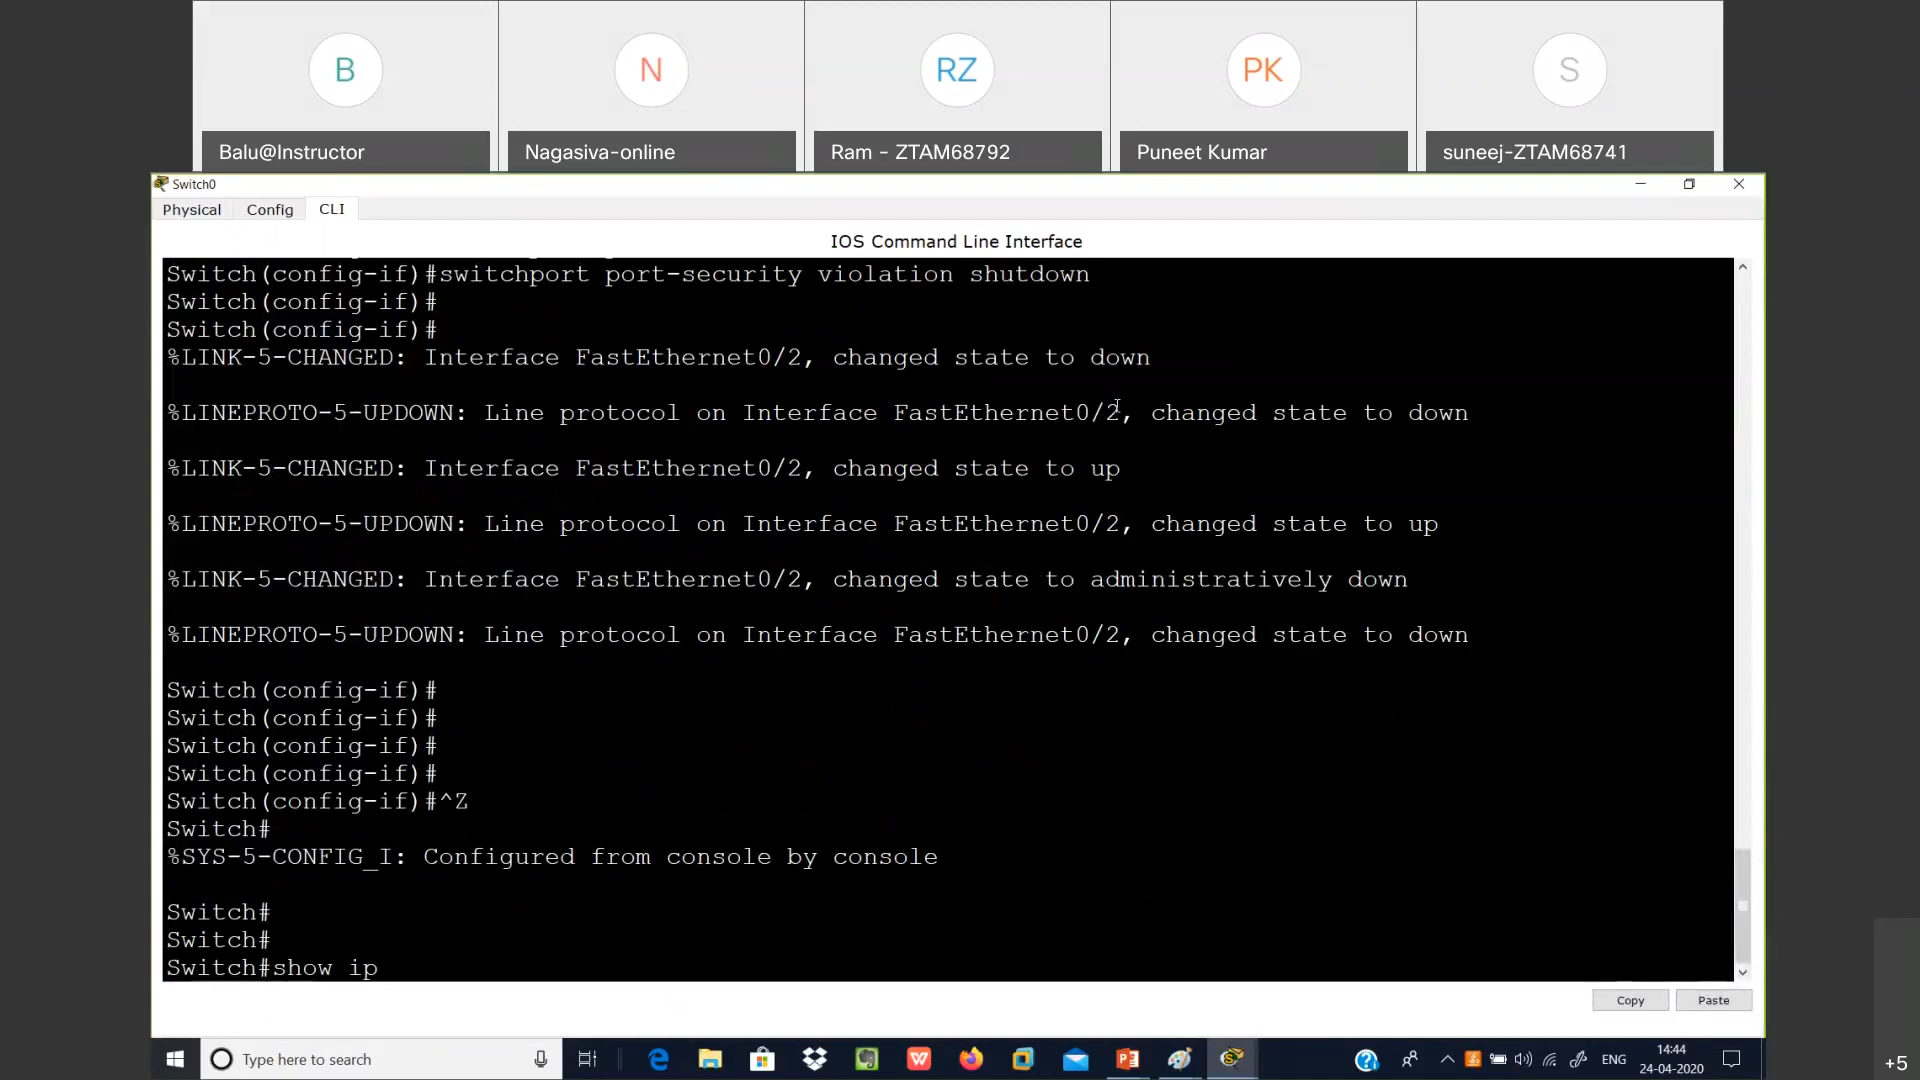 B N RZ PK S
Balu@Instructor Nagasiva-online Ram - ZTAM68792 Puneet Kumar suneej-ZTAM68741
Switch0
Physical Config CLI
IOS Command Line Interface
Switch(config-if)#switchport port-security violation shutdown
Switch(config-if)#
Switch(config-if)#
%LINK-5-CHANGED: Interface FastEthernet0/2, changed state to down
%LINEPROTO-5-UPDOWN: Line protocol on Interface FastEthernet0/2, changed state to down
%LINK-5-CHANGED: Interface FastEthernet0/2, changed state to up
%LINEPROTO-5-UPDOWN: Line protocol on Interface FastEthernet0/2, changed state to up
%LINK-5-CHANGED: Interface FastEthernet0/2, changed state to administratively down
%LINEPROTO-5-UPDOWN: Line protocol on Interface FastEthernet0/2, changed state to down
Switch(config-if)#
Switch(config-if)#
Switch(config-if)#
Switch(config-if)#
Switch(config-if)#^Z
Switch#
%SYS-5-CONFIG_I: Configured from console by console
Switch#
Switch#
Switch#show ip
Copy Paste
Type here to search
ENG
14:44
24-04-2020
+5